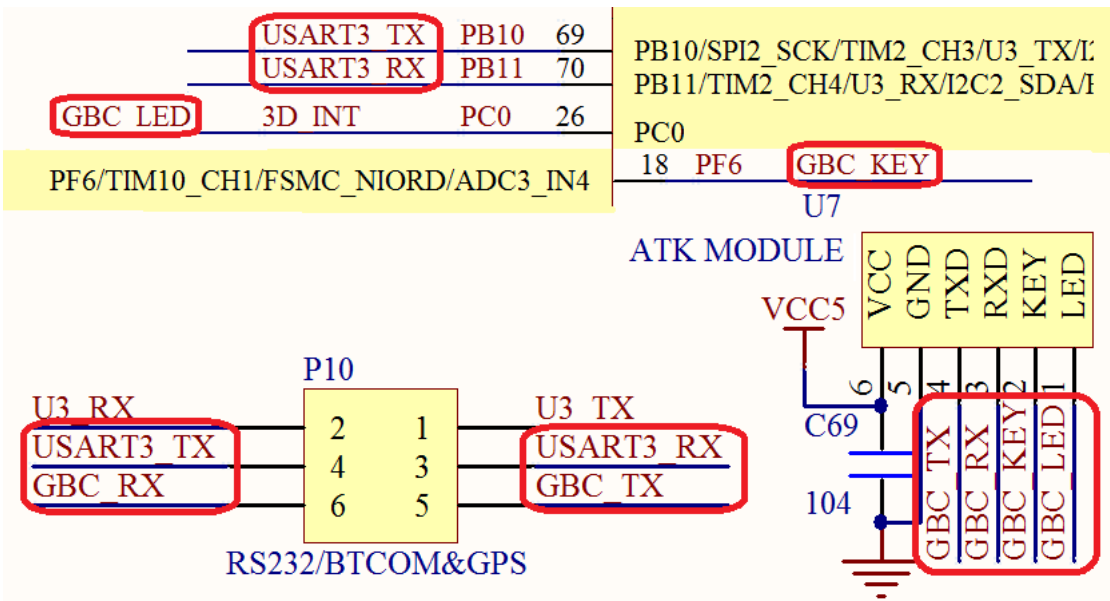 USART3_TX PB10 69
PB10/SPI2_SCK/TIM2_CH3/U3_TX/I2
USART3_RX PB11 70
PB11/TIM2_CH4/U3_RX/I2C2_SDA/
GBC_LED 3D_INT PC0 26
PC0
PF6/TIM10_CH1/FSMC_NIORD/ADC3_IN4
18 PF6 GBC_KEY
U7
ATK MODULE
VCC GND TXD RXD KEY LED
VCC5
6 5 4 3 2 1
C69
104
GBC_TX GBC_RX GBC_KEY GBC_LED
P10
U3_RX 2 1 U3_TX
USART3_TX 4 3 USART3_RX
GBC_RX 6 5 GBC_TX
RS232/BTCOM&GPS